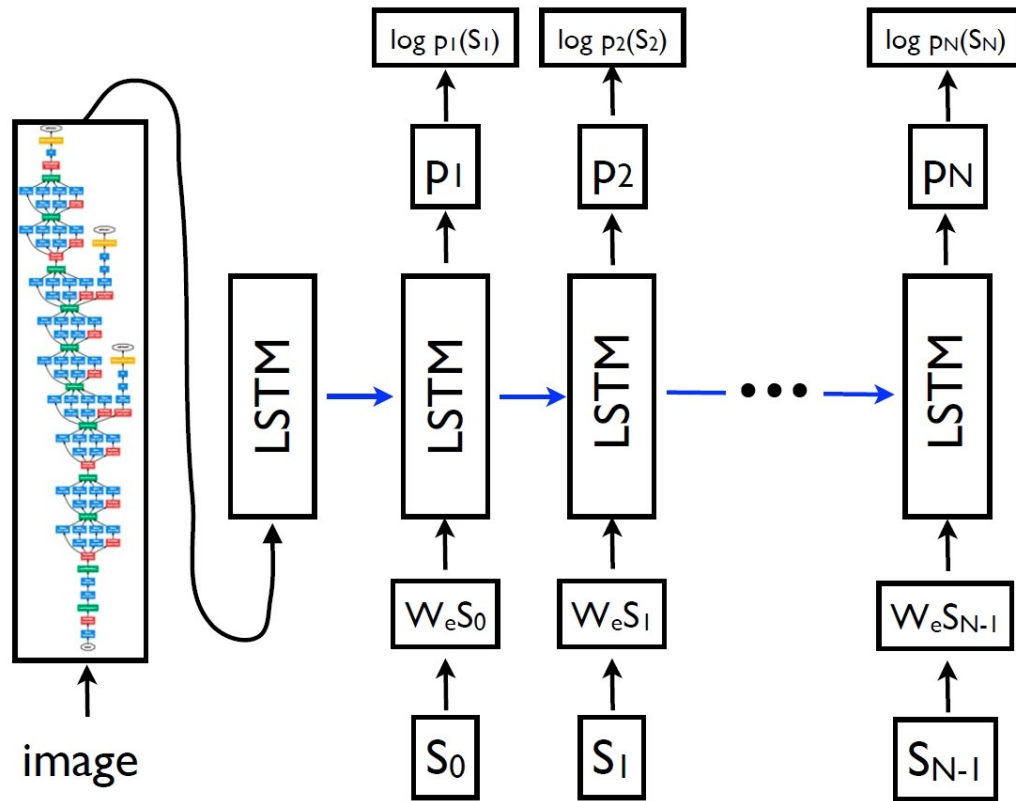 log p1(S1)
log p2(S2)
log pN(SN)
p1
p2
pN
LSTM
LSTM
LSTM
LSTM
WeS0
WeS1
WeSN-1
S0
S1
SN-1
image